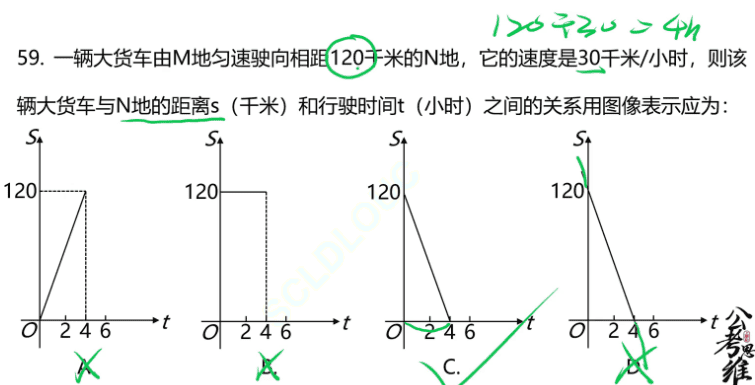 120÷30=4h
59. 一辆大货车由M地匀速驶向相距120千米的N地，它的速度是30千米/小时，则该
辆大货车与N地的距离s（千米）和行驶时间t（小时）之间的关系用图像表示应为：
S S S S
120 120 120 120
O 2 4 6 t O 2 4 6 t O 2 4 6 t O 2 4 6 t
A. B. C. D.
公考思维